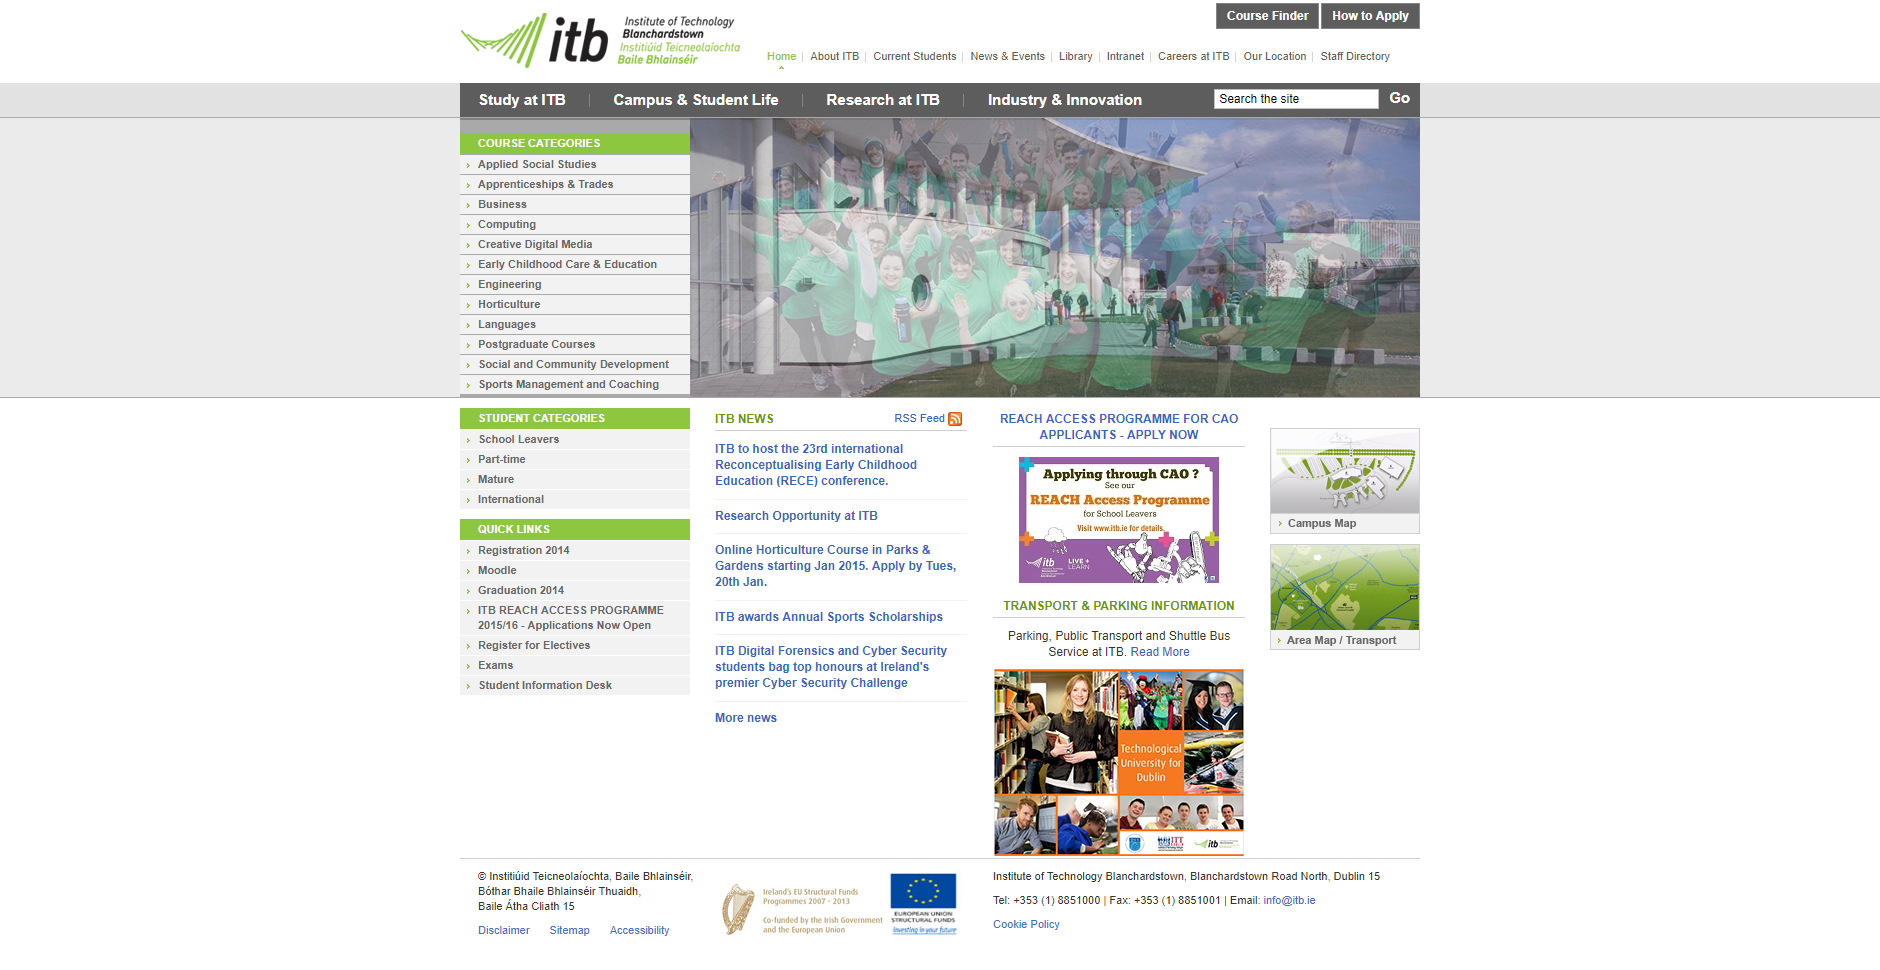 itb
Institute of Technology
Blanchardstown
Institiúid Teicneolaíochta
Baile Bhlainséir
Course Finder
How to Apply
Home
About ITB
Current Students
News & Events
Library
Intranet
Careers at ITB
Our Location
Staff Directory
Study at ITB
Campus & Student Life
Research at ITB
Industry & Innovation
Search the site
Go
COURSE CATEGORIES
Applied Social Studies
Apprenticeships & Trades
Business
Computing
Creative Digital Media
Early Childhood Care & Education
Engineering
Horticulture
Languages
Postgraduate Courses
Social and Community Development
Sports Management and Coaching
STUDENT CATEGORIES
School Leavers
Part-time
Mature
International
QUICK LINKS
Registration 2014
Moodle
Graduation 2014
ITB REACH ACCESS PROGRAMME
2015/16 - Applications Now Open
Register for Electives
Exams
Student Information Desk
ITB NEWS
RSS Feed
ITB to host the 23rd international
Reconceptualising Early Childhood
Education (RECE) conference.
Research Opportunity at ITB
Online Horticulture Course in Parks &
Gardens starting Jan 2015. Apply by Tues,
20th Jan.
ITB awards Annual Sports Scholarships
ITB Digital Forensics and Cyber Security
students bag top honours at Ireland's
premier Cyber Security Challenge
More news
REACH ACCESS PROGRAMME FOR CAO
APPLICANTS - APPLY NOW
Applying through CAO ?
See our
REACH Access Programme
for School Leavers
Visit www.itb.ie for details.
itb
LIVE +
LEARN
TRANSPORT & PARKING INFORMATION
Parking, Public Transport and Shuttle Bus
Service at ITB. Read More
Technological
University for
Dublin
itb
Campus Map
Area Map / Transport
© Institiúid Teicneolaíochta, Baile Bhlainséir,
Bóthar Bhaile Bhlainséir Thuaidh,
Baile Átha Cliath 15
Disclaimer
Sitemap
Accessibility
Ireland's EU Structural Funds
Programmes 2007 - 2013
Co-funded by the Irish Government
and the European Union
EUROPEAN UNION
STRUCTURAL FUNDS
Investing in your future
Institute of Technology Blanchardstown, Blanchardstown Road North, Dublin 15
Tel: +353 (1) 8851000 | Fax: +353 (1) 8851001 | Email: info@itb.ie
Cookie Policy